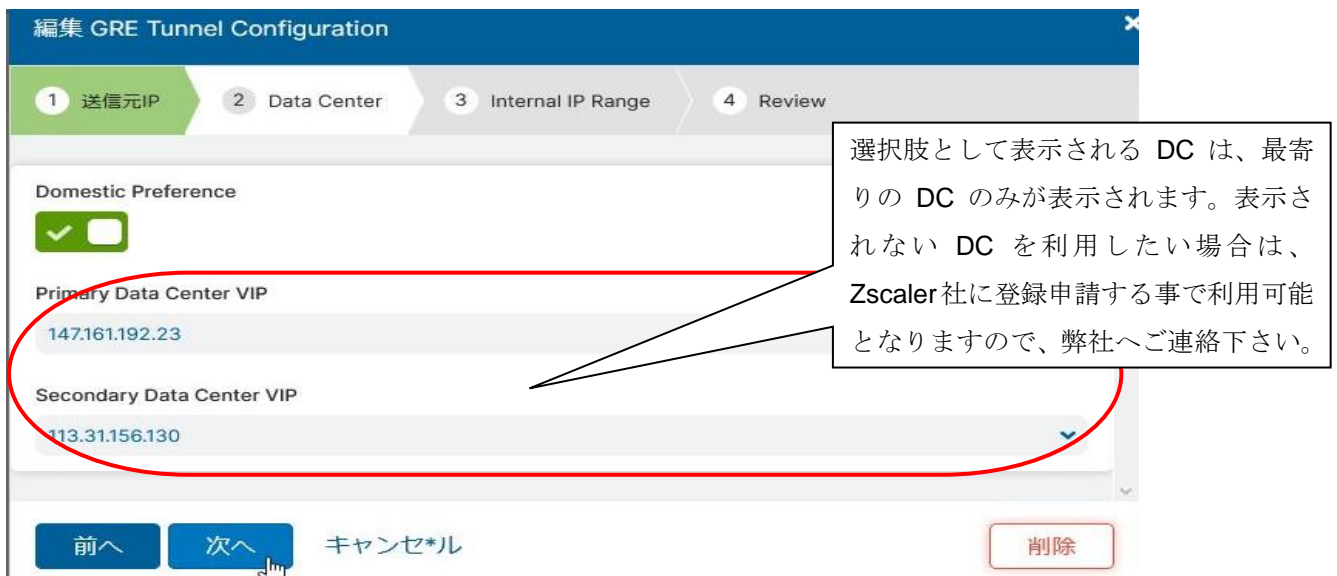 編集 GRE Tunnel Configuration
1 送信元IP 2 Data Center 3 Internal IP Range 4 Review
Domestic Preference
Primary Data Center VIP
147.161.192.23
Secondary Data Center VIP
113.31.156.130
選択肢として表示される DC は、最寄
りの DC のみが表示されます。表示さ
れない DC を利用したい場合は、
Zscaler社に登録申請する事で利用可能
となりますので、弊社へご連絡下さい。
前へ 次へ キャンセ*ル 削除